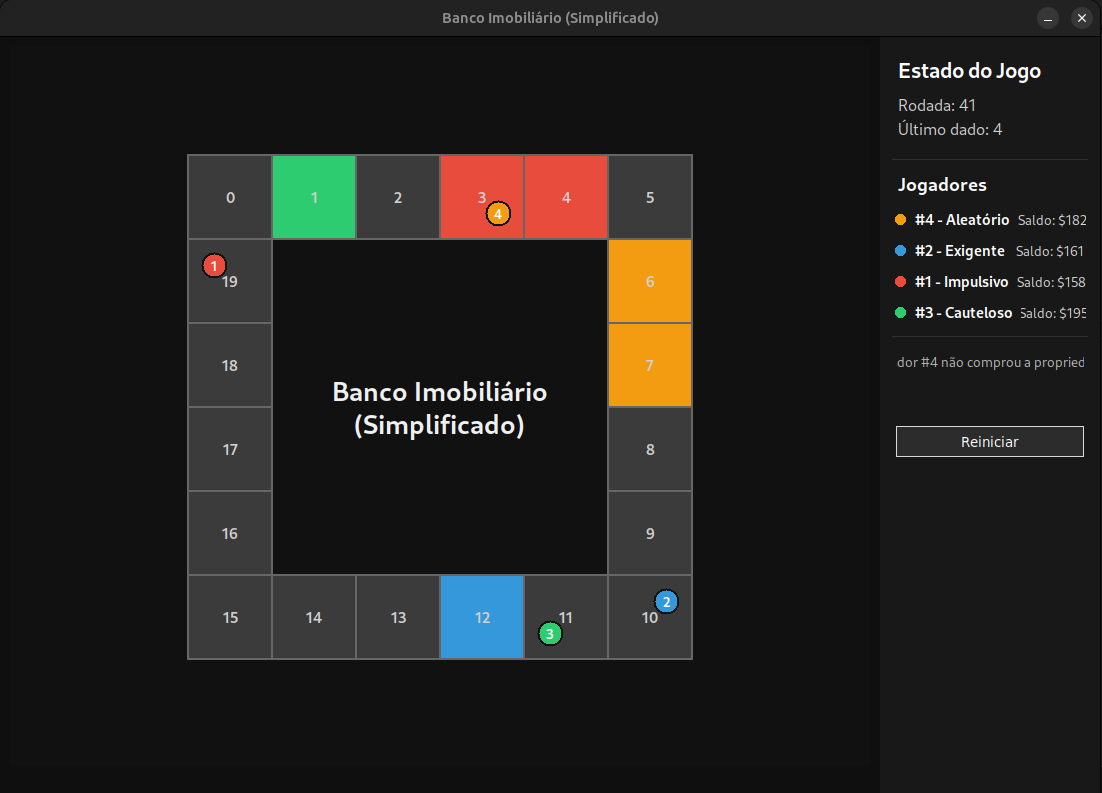 Banco Imobiliário (Simplificado)
Estado do Jogo
Rodada: 41
Último dado: 4
Jogadores
#4 - Aleatório Saldo: $182
#2 - Exigente Saldo: $161
#1 - Impulsivo Saldo: $158
#3 - Cauteloso Saldo: $195
dor #4 não comprou a propried
Reiniciar
0 1 2 3 4 5
4
1
19 6
18 7
Banco Imobiliário
(Simplificado)
17 8
16 9
2
15 14 13 12 11 10
3